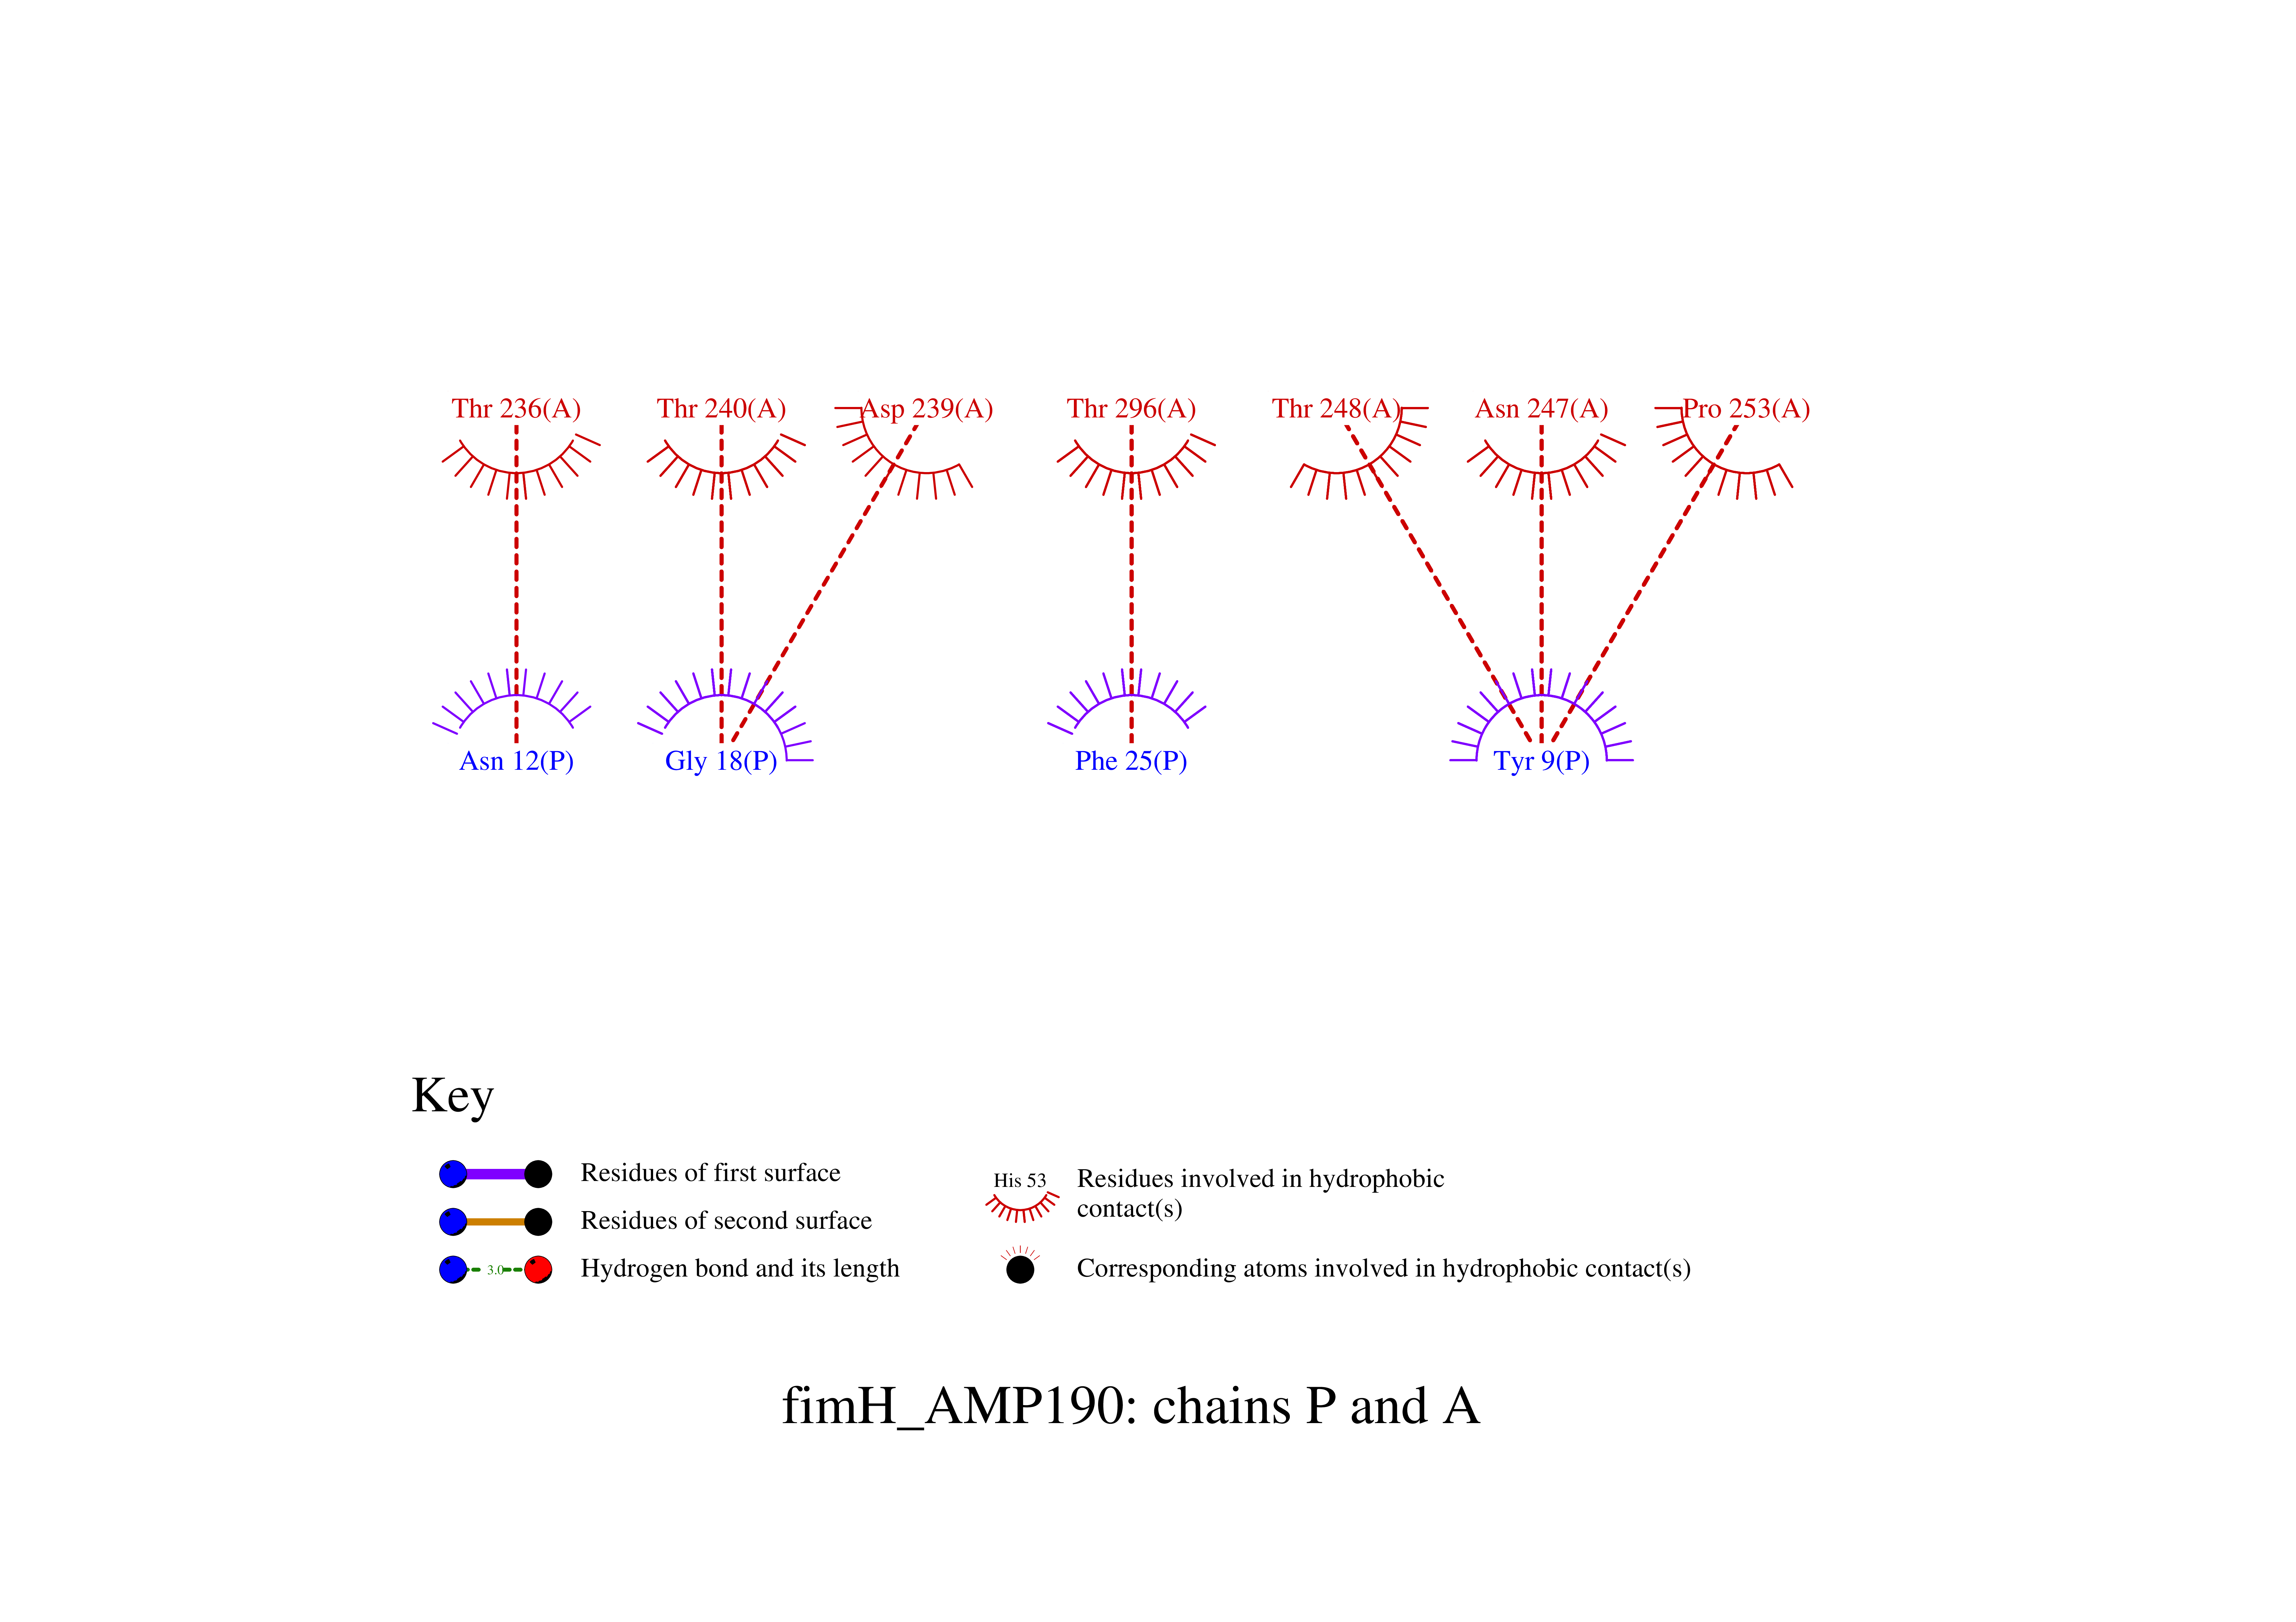 Thr 236(A) Thr 240(A) Asp 239(A) Thr 296(A) Thr 248(A) Asn 247(A) Pro 253(A)
Asn 12(P) Gly 18(P) Phe 25(P) Tyr 9(P)
Key
Residues of first surface
Residues of second surface
3.0 Hydrogen bond and its length
His 53 Residues involved in hydrophobic
contact(s)
Corresponding atoms involved in hydrophobic contact(s)
fimH_AMP190: chains P and A